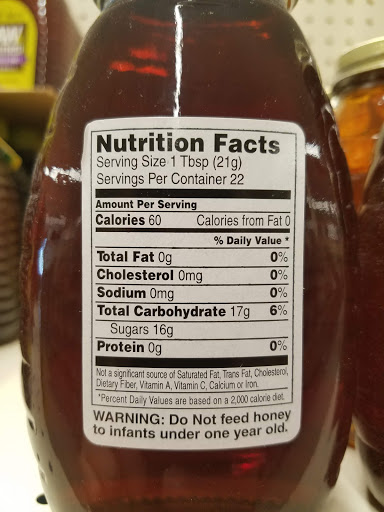 Nutrition Facts
Serving Size 1 Tbsp (21g)
Servings Per Container 22
Amount Per Serving
Calories 60 Calories from Fat 0
% Daily Value *
Total Fat 0g 0%
Cholesterol 0mg 0%
Sodium 0mg 0%
Total Carbohydrate 17g 6%
Sugars 16g
Protein 0g 0%
Not a significant source of Saturated Fat, Trans Fat, Cholesterol,
Dietary Fiber, Vitamin A, Vitamin C, Calcium or Iron.
*Percent Daily Values are based on a 2,000 calorie diet.
WARNING: Do Not feed honey
to infants under one year old.